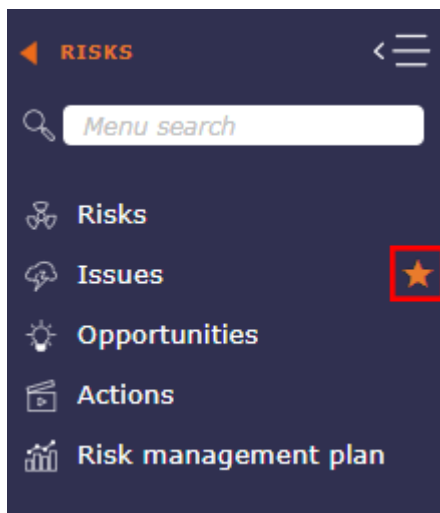 RISKS
Menu search
Risks
Issues
Opportunities
Actions
Risk management plan